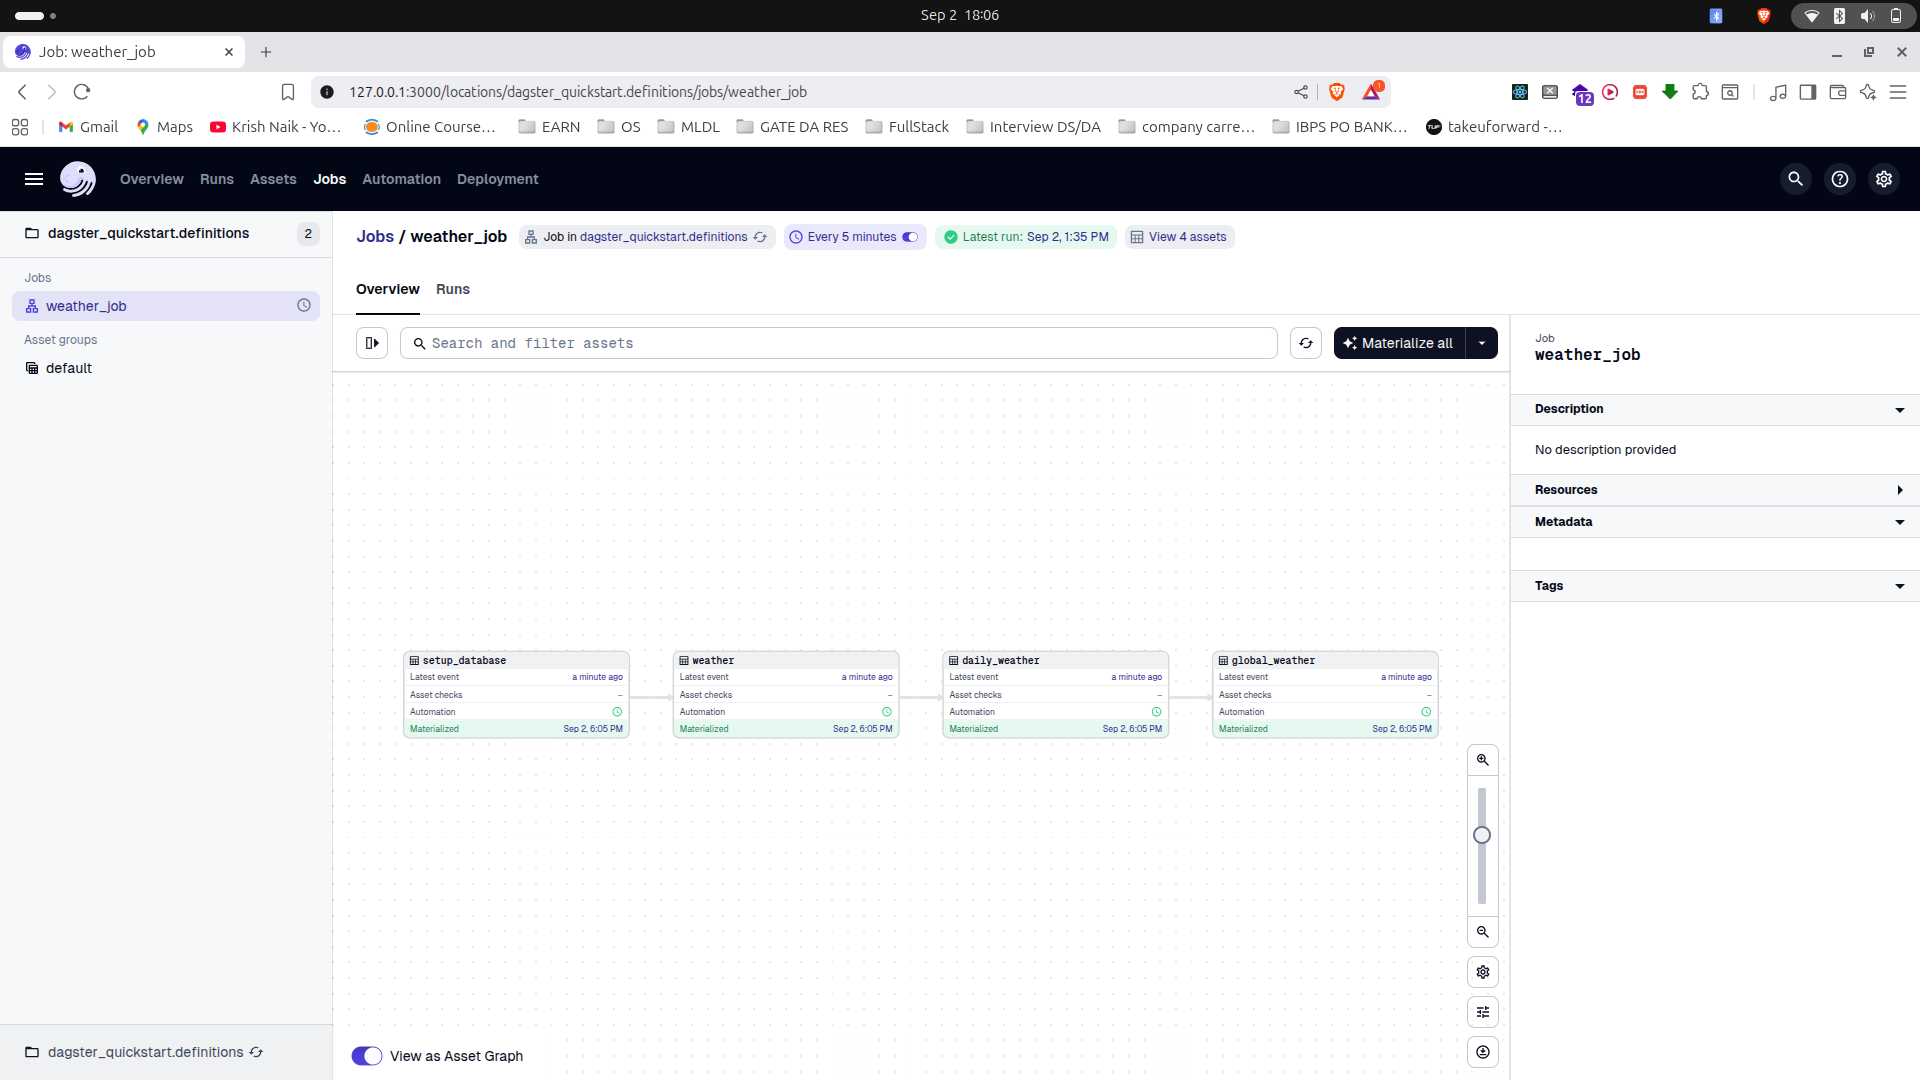 Sep 2 18:06
Job: weather_job
127.0.0.1:3000/locations/dagster_quickstart.definitions/jobs/weather_job
1
12
Gmail
Maps
Krish Naik - Yo...
Online Course...
EARN
OS
MLDL
GATE DA RES
FullStack
Interview DS/DA
company carre...
IBPS PO BANK...
takeuforward -...
Overview
Runs
Assets
Jobs
Automation
Deployment
dagster_quickstart.definitions 2
Jobs
weather_job
Asset groups
default
dagster_quickstart.definitions
Jobs / weather_job
Job in dagster_quickstart.definitions
Every 5 minutes
Latest run: Sep 2, 1:35 PM
View 4 assets
Overview
Runs
Search and filter assets
Materialize all
setup_database
Latest event a minute ago
Asset checks –
Automation
Materialized Sep 2, 6:05 PM
weather
Latest event a minute ago
Asset checks –
Automation
Materialized Sep 2, 6:05 PM
daily_weather
Latest event a minute ago
Asset checks –
Automation
Materialized Sep 2, 6:05 PM
global_weather
Latest event a minute ago
Asset checks –
Automation
Materialized Sep 2, 6:05 PM
View as Asset Graph
Job
weather_job
Description
No description provided
Resources
Metadata
Tags